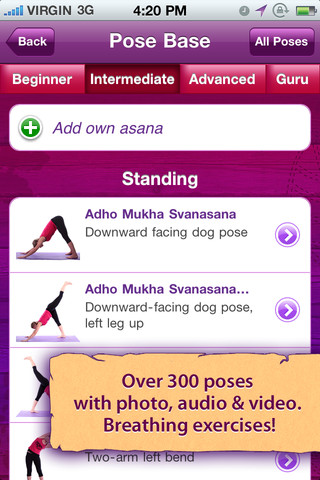 VIRGIN 3G 4:20 PM
Back Pose Base All Poses
Beginner Intermediate Advanced Guru
Add own asana
Standing
Adho Mukha Svanasana
Downward facing dog pose
Adho Mukha Svanasana...
Downward-facing dog pose,
left leg up
Over 300 poses
with photo, audio & video.
Breathing exercises!
Two-arm left bend